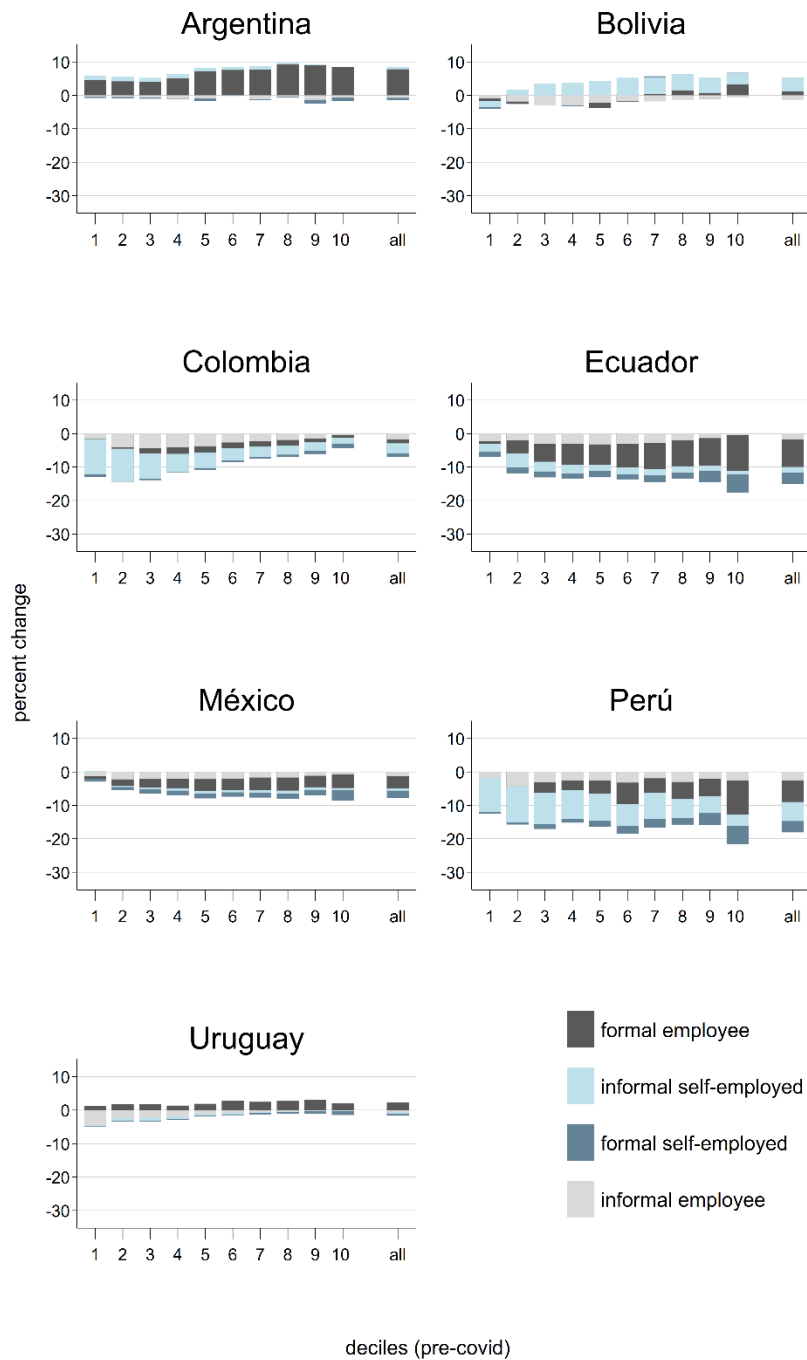 Argentina
10
0
-10
-20
-30
1 2 3 4 5 6 7 8 9 10 all
Bolivia
10
0
-10
-20
-30
1 2 3 4 5 6 7 8 9 10 all
Colombia
10
0
-10
-20
-30
1 2 3 4 5 6 7 8 9 10 all
Ecuador
10
0
-10
-20
-30
1 2 3 4 5 6 7 8 9 10 all
percent change
México
10
0
-10
-20
-30
1 2 3 4 5 6 7 8 9 10 all
Perú
10
0
-10
-20
-30
1 2 3 4 5 6 7 8 9 10 all
Uruguay
10
0
-10
-20
-30
1 2 3 4 5 6 7 8 9 10 all
formal employee
informal self-employed
formal self-employed
informal employee
deciles (pre-covid)